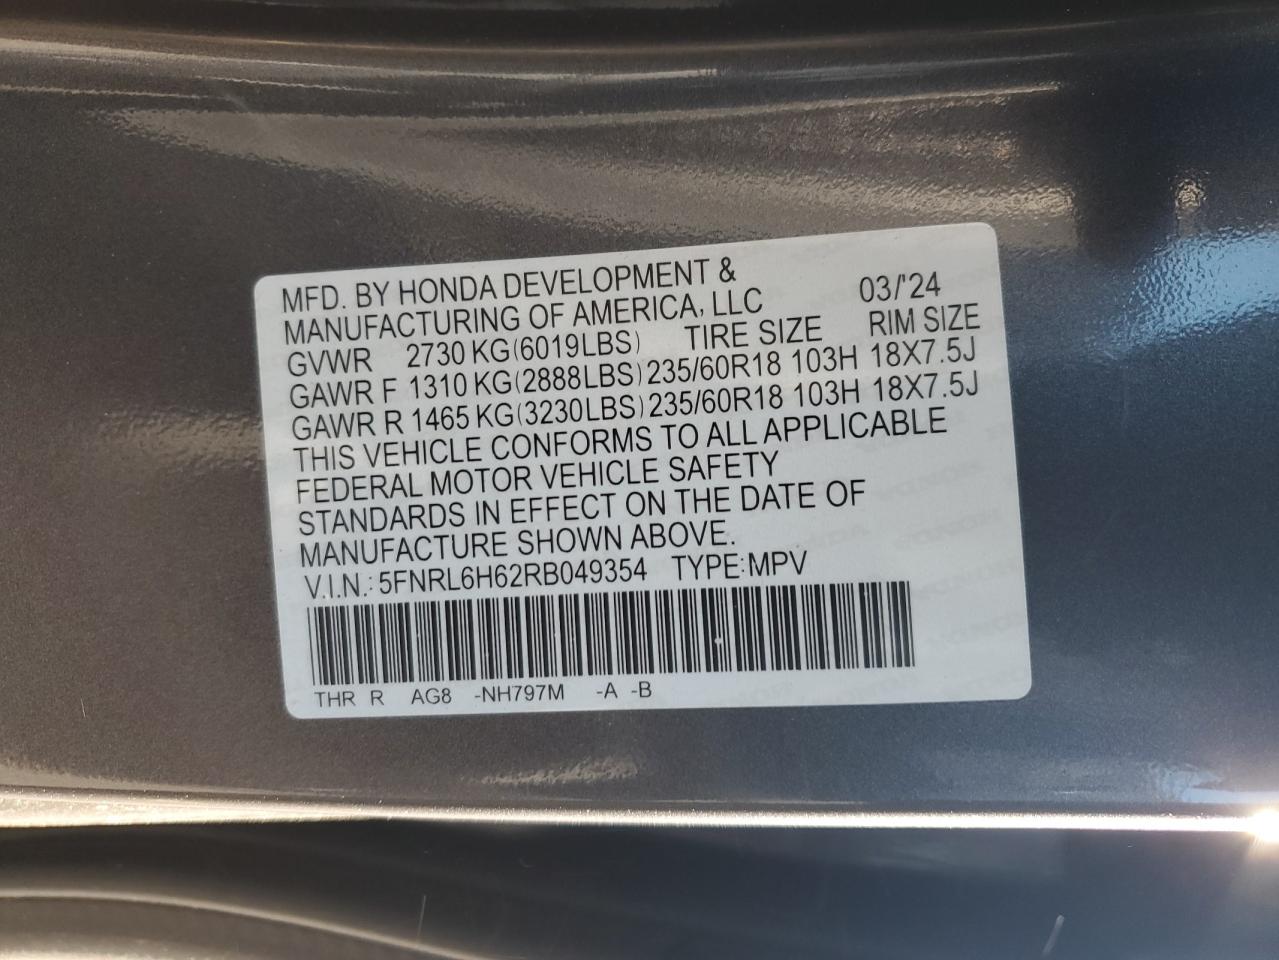 MFD. BY HONDA DEVELOPMENT &
MANUFACTURING OF AMERICA, LLC 03/'24
GVWR 2730 KG(6019LBS) TIRE SIZE RIM SIZE
GAWR F 1310 KG(2888LBS) 235/60R18 103H 18X7.5J
GAWR R 1465 KG(3230LBS) 235/60R18 103H 18X7.5J
THIS VEHICLE CONFORMS TO ALL APPLICABLE
FEDERAL MOTOR VEHICLE SAFETY
STANDARDS IN EFFECT ON THE DATE OF
MANUFACTURE SHOWN ABOVE.
V.I.N.: 5FNRL6H62RB049354 TYPE:MPV
THR R AG8 -NH797M -A -B